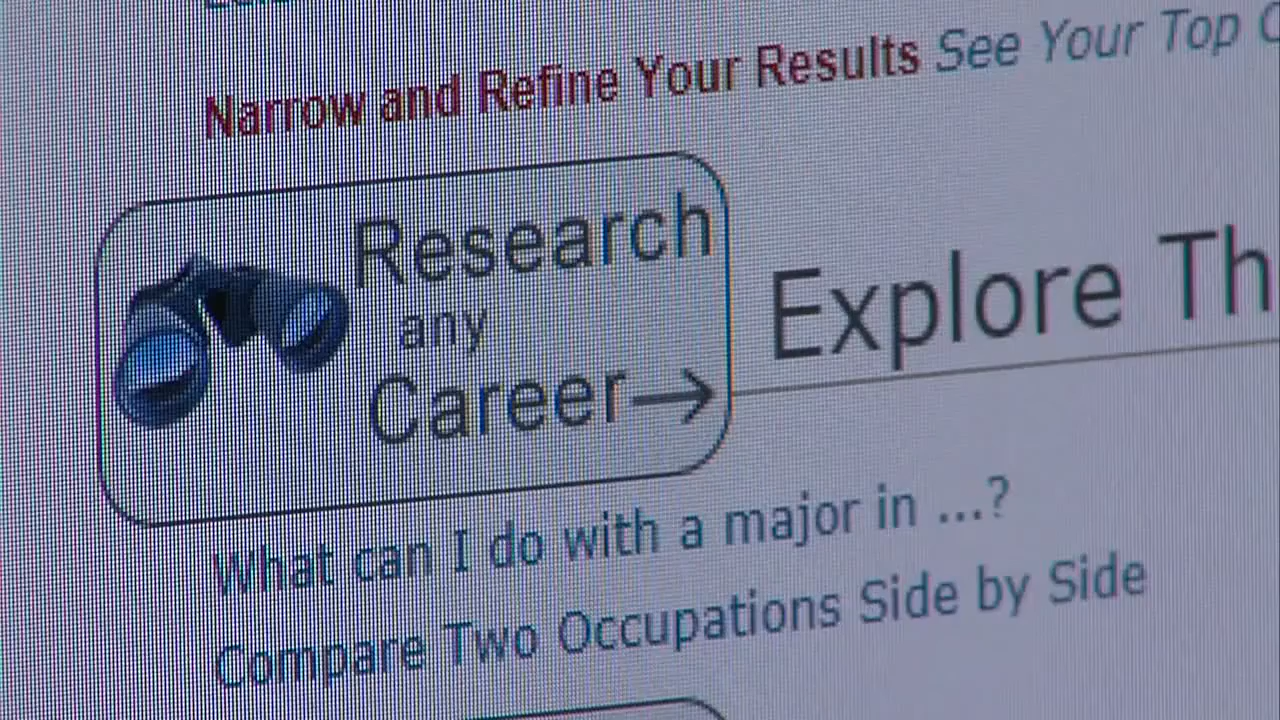 Narrow and Refine Your Results See Your Top
Research
any
Career→
Explore
What can I do with a major in ...?
Compare Two Occupations Side by Side